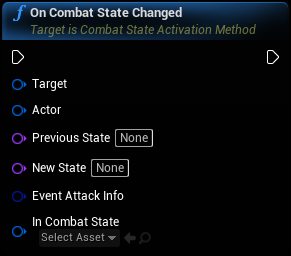 On Combat State Changed
Target is Combat State Activation Method
Target
Actor
Previous State None
New State None
Event Attack Info
In Combat State
Select Asset